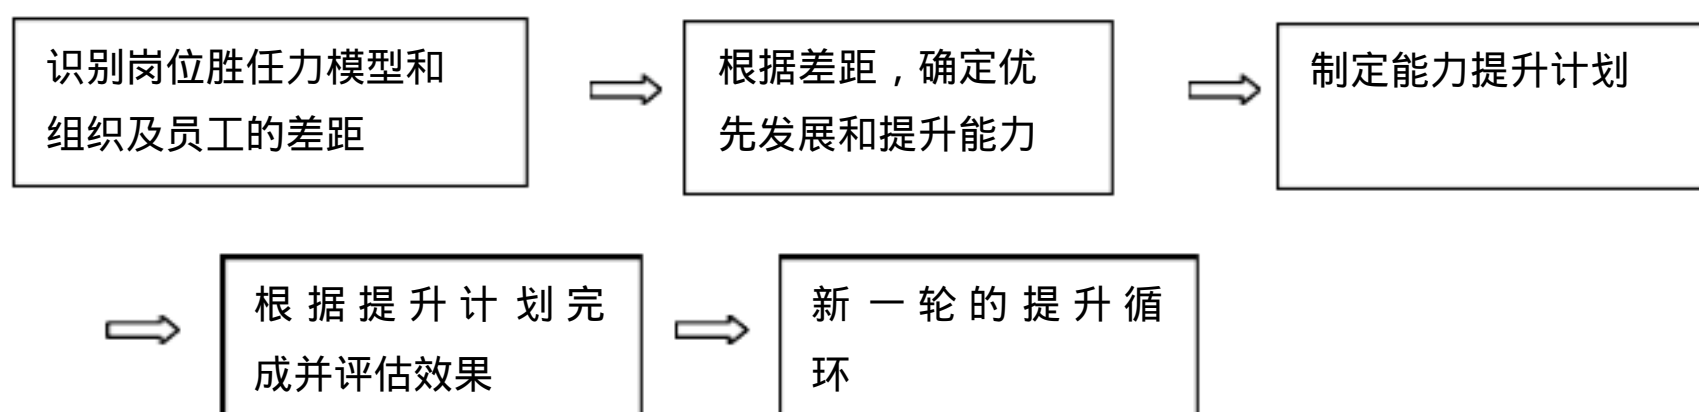 识别岗位胜任力模型和
组织及员工的差距
根据差距，确定优
先发展和提升能力
制定能力提升计划
根据提升计划完
成并评估效果
新一轮的提升循
环